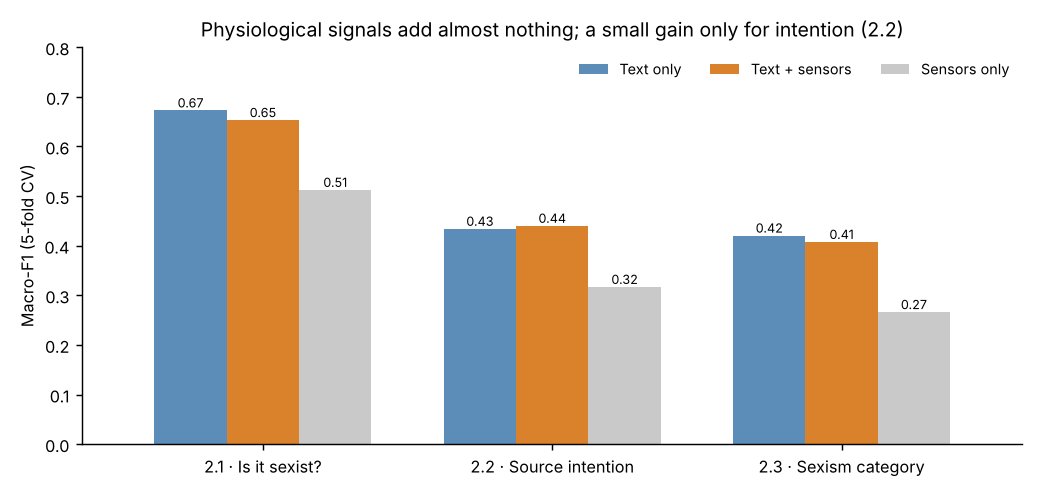 Physiological signals add almost nothing; a small gain only for intention (2.2)
Text only
Text + sensors
Sensors only
Macro-F1 (5-fold CV)
0.8
0.7
0.6
0.5
0.4
0.3
0.2
0.1
0.0
0.67
0.65
0.51
0.43
0.44
0.32
0.42
0.41
0.27
2.1 · Is it sexist?
2.2 · Source intention
2.3 · Sexism category